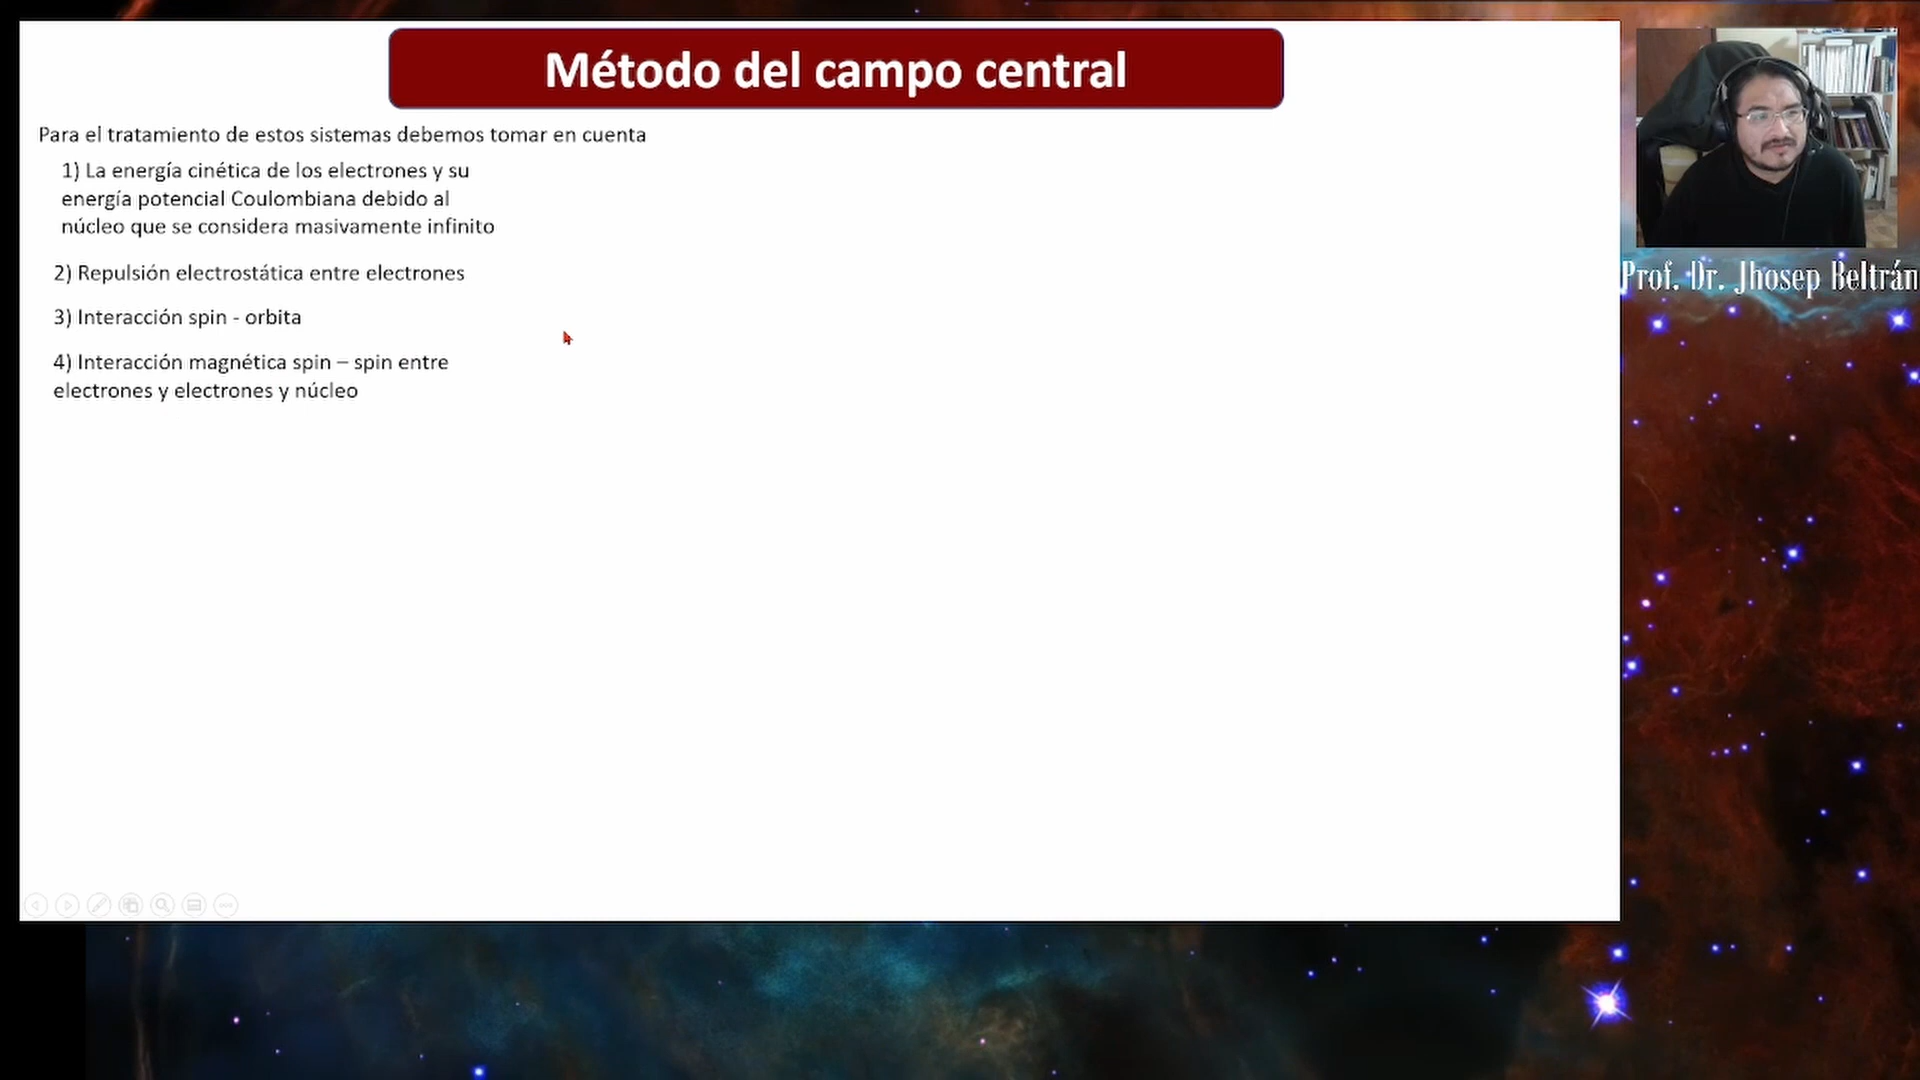 Método del campo central
Para el tratamiento de estos sistemas debemos tomar en cuenta
1) La energía cinética de los electrones y su
energía potencial Coulombiana debido al
núcleo que se considera masivamente infinito
2) Repulsión electrostática entre electrones
3) Interacción spin - orbita
4) Interacción magnética spin – spin entre
electrones y electrones y núcleo
Prof. Dr. Jhosep Beltrán